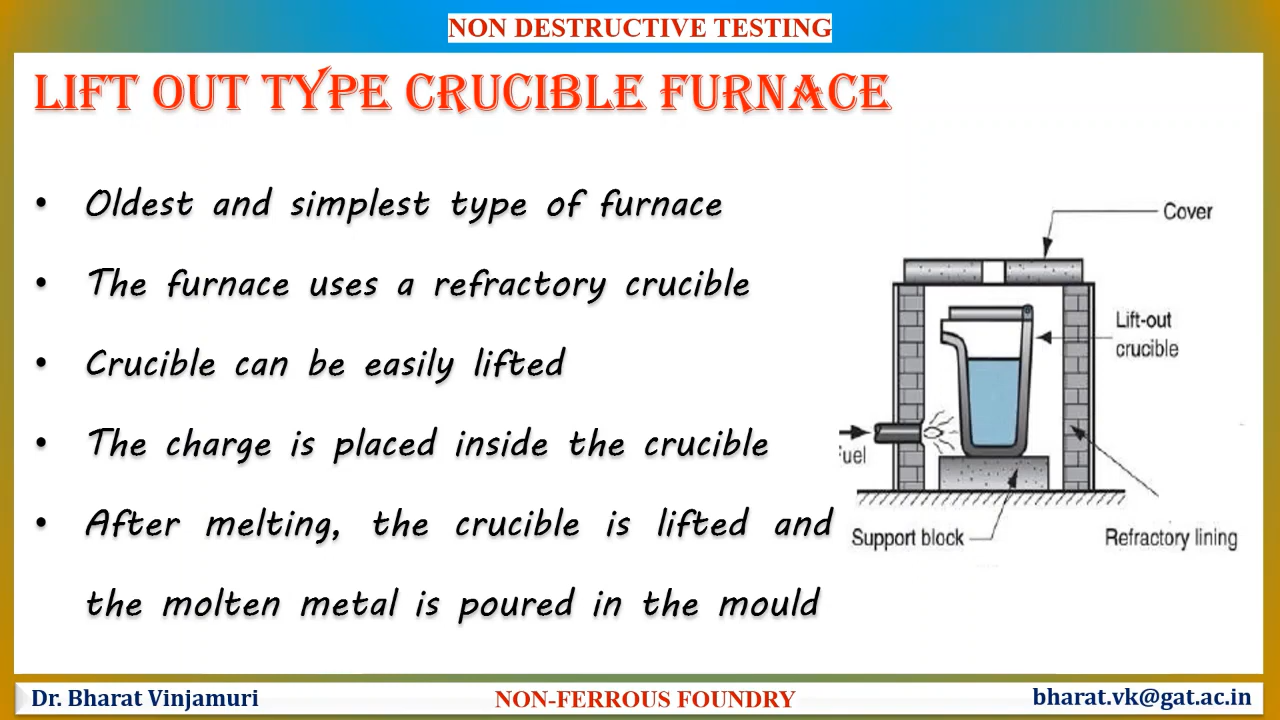 NON DESTRUCTIVE TESTING
LIFT OUT TYPE CRUCIBLE FURNACE
• Oldest and simplest type of furnace
• The furnace uses a refractory crucible
• Crucible can be easily lifted
• The charge is placed inside the crucible
• After melting, the crucible is lifted and
the molten metal is poured in the mould
Cover
Lift-out
crucible
Fuel
Support block
Refractory lining
Dr. Bharat Vinjamuri
NON-FERROUS FOUNDRY
bharat.vk@gat.ac.in